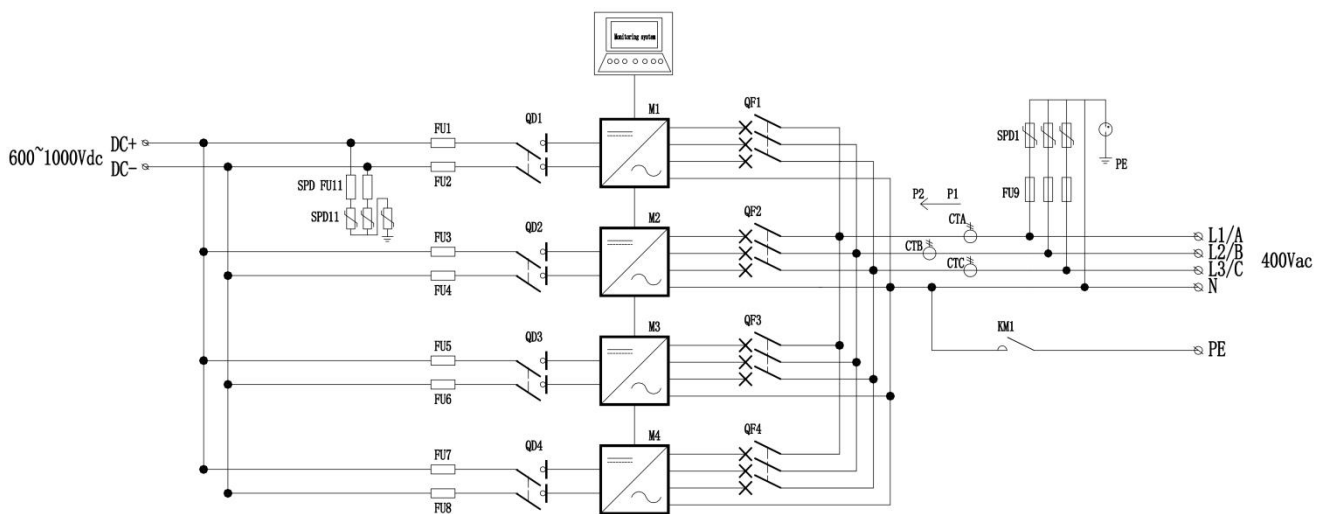 Monitoring system
600~1000Vdc
DC+
DC-
FU1
FU2
QD1
M1
QF1
SPD FU11
SPD11
FU3
FU4
QD2
M2
QF2
FU5
FU6
QD3
M3
QF3
FU7
FU8
QD4
M4
QF4
SPD1
PE
FU9
P2
P1
CTA
CTB
CTC
L1/A
L2/B
L3/C
N
400Vac
KM1
PE